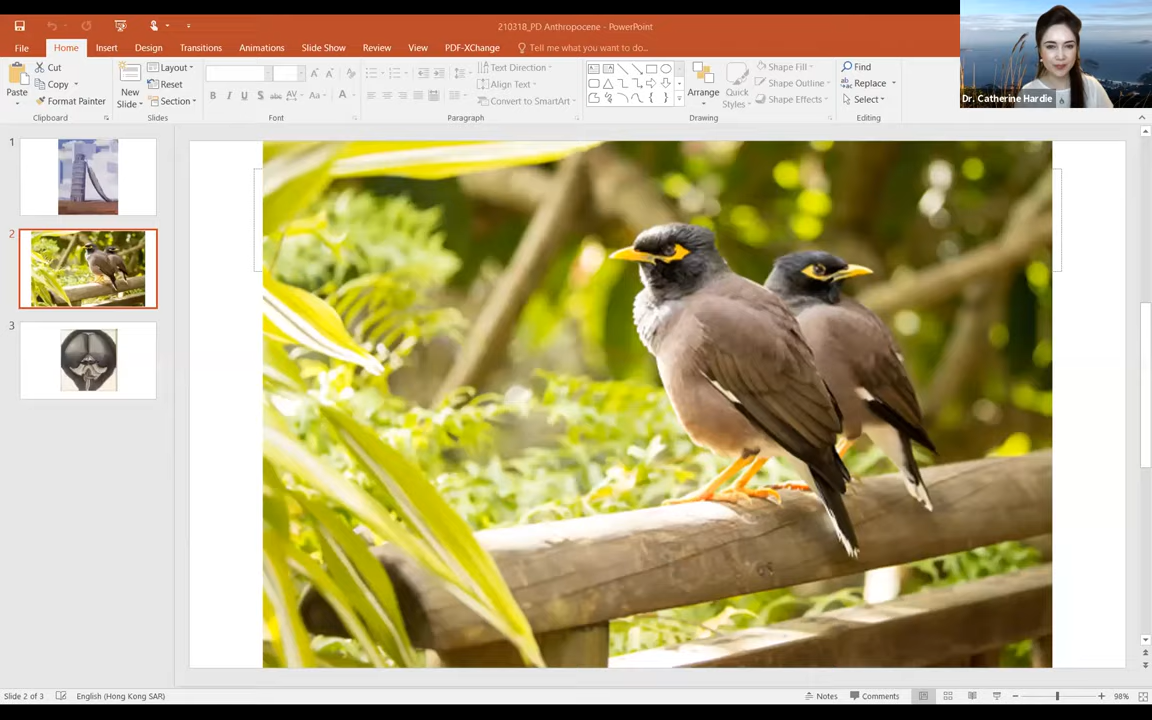 210318_PD Anthropocene - PowerPoint
File Home Insert Design Transitions Animations Slide Show Review View PDF-XChange Tell me what you want to do...
Paste
Cut
Copy
Format Painter
Clipboard
New
Slide
Layout
Reset
Section
Slides
B I U S abc AV Aa A
Font
Text Direction
Align Text
Convert to SmartArt
Paragraph
Arrange
Quick
Styles
Shape Fill
Shape Outline
Shape Effects
Drawing
Find
Replace
Select
Editing
Dr. Catherine Hardie
1
2
3
Slide 2 of 3 English (Hong Kong SAR) Notes Comments 98%